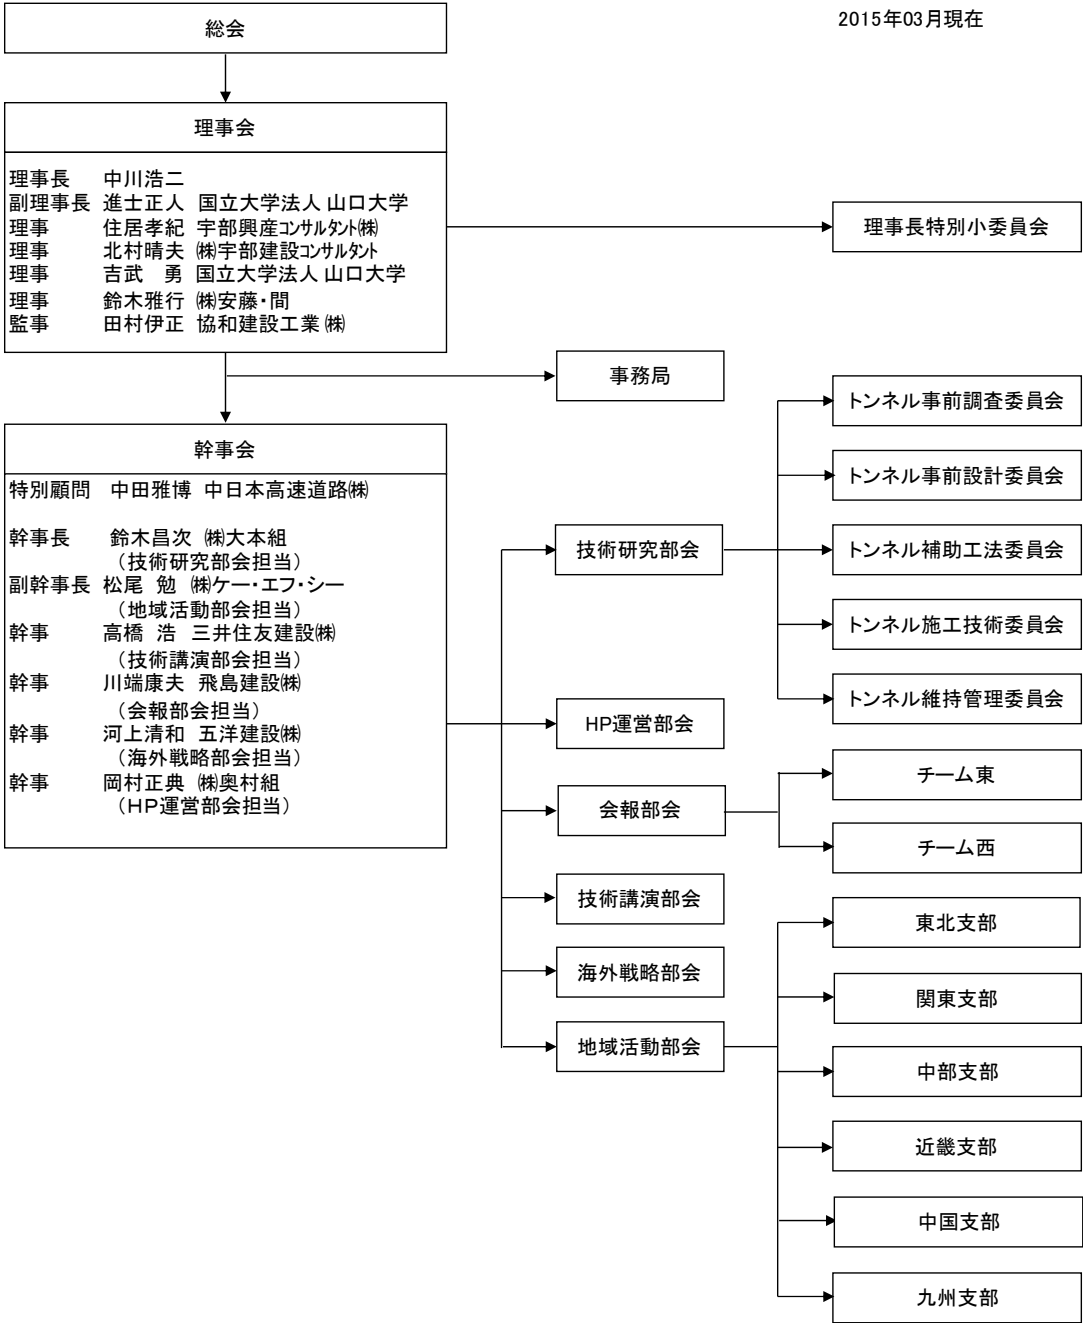 2015年03月現在
総会
理事会
理事長 中川浩二
副理事長 進士正人 国立大学法人 山口大学
理事 住居孝紀 宇部興産コンサルタント㈱
理事 北村晴夫 ㈱宇部建設コンサルタント
理事 吉武 勇 国立大学法人 山口大学
理事 鈴木雅行 ㈱安藤・間
監事 田村伊正 協和建設工業㈱
理事長特別小委員会
事務局
幹事会
特別顧問 中田雅博 中日本高速道路㈱
幹事長 鈴木昌次 ㈱大本組
（技術研究部会担当）
副幹事長 松尾 勉 ㈱ケー・エフ・シー
（地域活動部会担当）
幹事 高橋 浩 三井住友建設㈱
（技術講演部会担当）
幹事 川端康夫 飛島建設㈱
（会報部会担当）
幹事 河上清和 五洋建設㈱
（海外戦略部会担当）
幹事 岡村正典 ㈱奥村組
（HP運営部会担当）
技術研究部会
トンネル事前調査委員会
トンネル事前設計委員会
トンネル補助工法委員会
トンネル施工技術委員会
トンネル維持管理委員会
HP運営部会
会報部会
チーム東
チーム西
技術講演部会
海外戦略部会
地域活動部会
東北支部
関東支部
中部支部
近畿支部
中国支部
九州支部